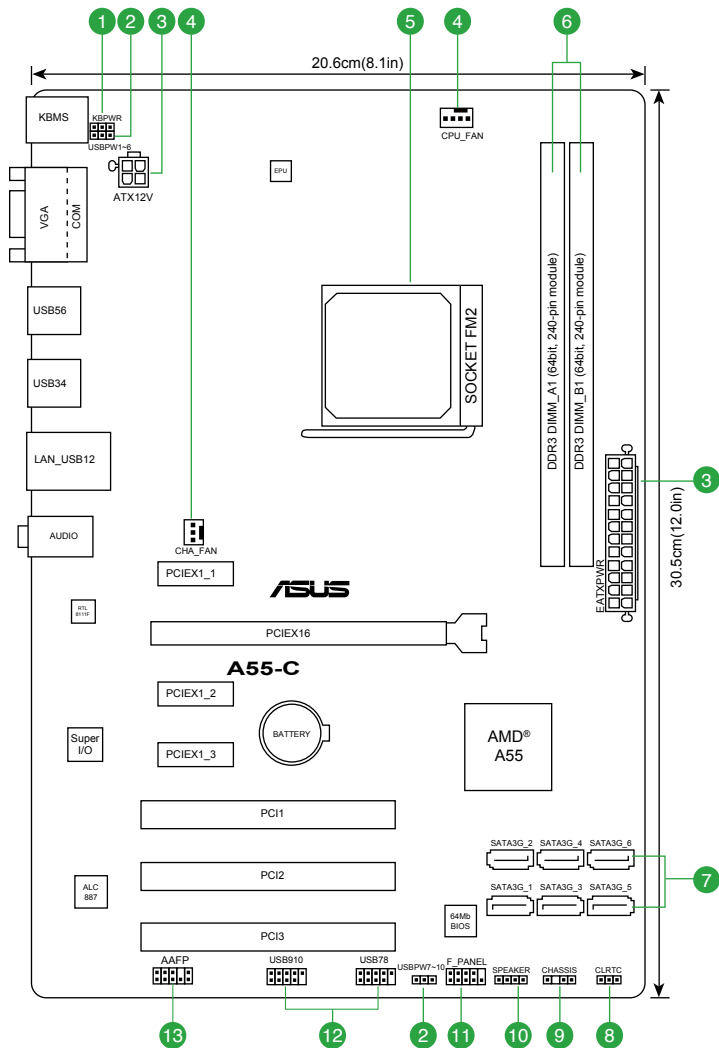 1 2 3 4 5 4 6
20.6cm(8.1in)
KBMS
KBPWR
USBPW1~6
CPU_FAN
ATX12V
EPU
VGA
COM
USB56
SOCKET FM2
DDR3 DIMM_A1 (64bit, 240-pin module)
DDR3 DIMM_B1 (64bit, 240-pin module)
USB34
LAN_USB12
3
30.5cm(12.0in)
EATXPWR
AUDIO
CHA_FAN
PCIEX1_1
ASUS
RTL
8111F
PCIEX16
A55-C
PCIEX1_2
BATTERY
Super
I/O
AMD®
A55
PCIEX1_3
PCI1
SATA3G_2 SATA3G_4 SATA3G_6
PCI2
7
ALC
887
SATA3G_1 SATA3G_3 SATA3G_5
64Mb
BIOS
PCI3
AAFP
USB910
USB78
USBPW7~10
F_PANEL
SPEAKER
CHASSIS
CLRTC
13 12 2 11 10 9 8